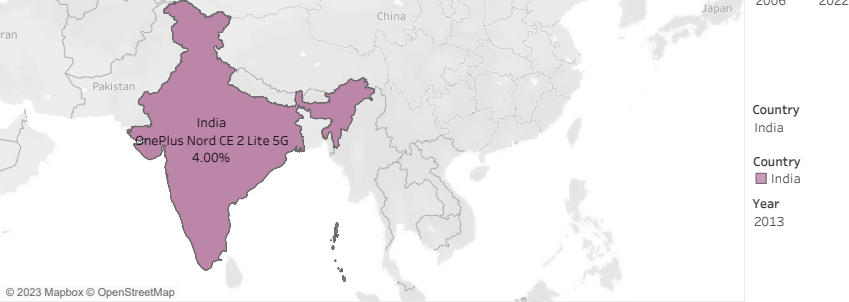 2006 2022
Japan
China
ran
Pakistan
India
OnePlus Nord CE 2 Lite 5G
4.00%
Country
India
Country
India
Year
2013
© 2023 Mapbox © OpenStreetMap